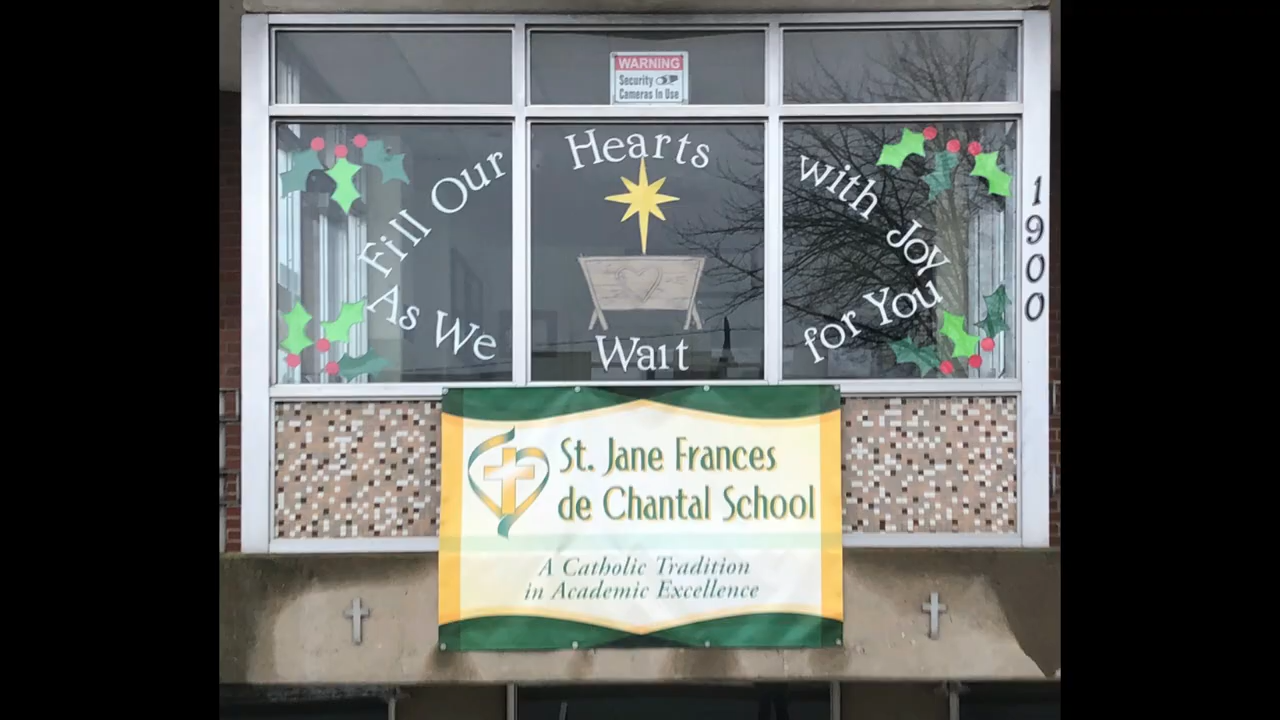 WARNING
Security
Cameras In Use
Fill Our Hearts with Joy
As We Wait for You
1900
St. Jane Frances
de Chantal School
A Catholic Tradition
in Academic Excellence